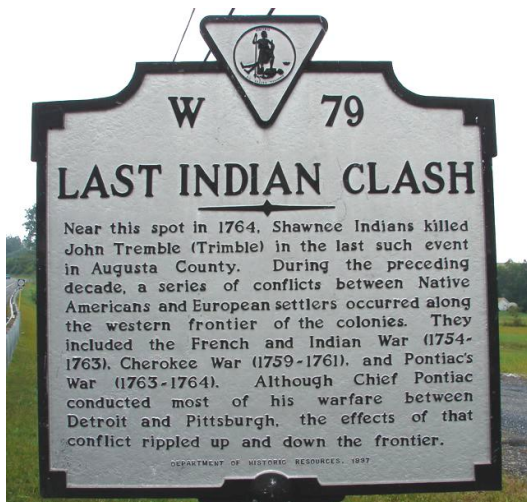 W 79
LAST INDIAN CLASH
Near this spot in 1764, Shawnee Indians killed
John Tremble (Trimble) in the last such event
in Augusta County. During the preceding
decade, a series of conflicts between Native
Americans and European settlers occurred along
the western frontier of the colonies. They
included the French and Indian War (1754-
1763), Cherokee War (1759-1761), and Pontiac's
War (1763-1764). Although Chief Pontiac
conducted most of his warfare between
Detroit and Pittsburgh, the effects of that
conflict rippled up and down the frontier.
DEPARTMENT OF HISTORIC RESOURCES, 1997